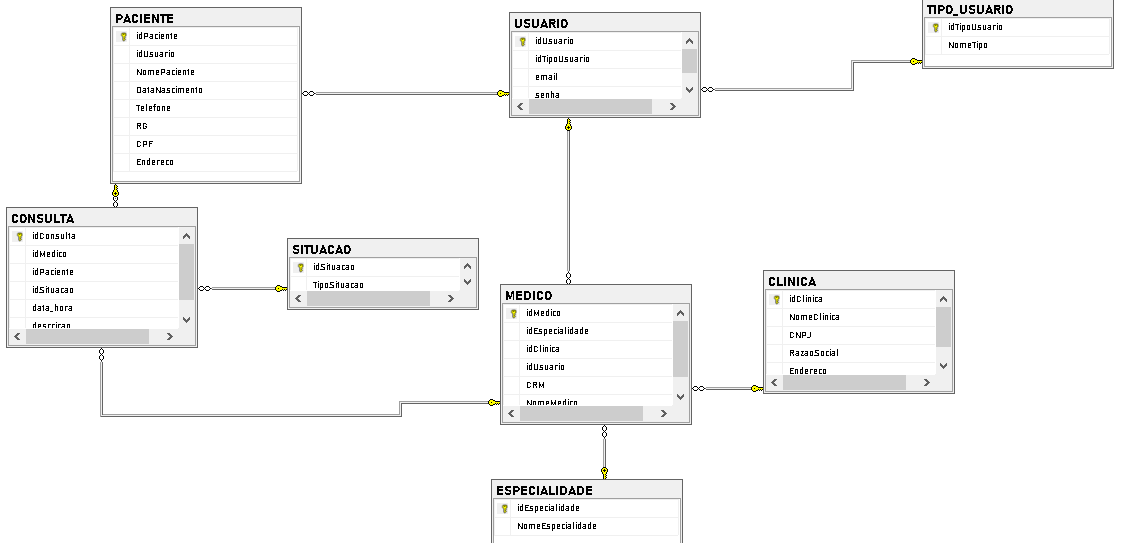 PACIENTE
idPaciente
idUsuario
NomePaciente
DataNascimento
Telefone
RG
CPF
Endereco
USUARIO
idUsuario
idTipoUsuario
email
senha
TIPO_USUARIO
idTipoUsuario
NomeTipo
CONSULTA
idConsulta
idMedico
idPaciente
idSituacao
data_hora
descricao
SITUACAO
idSituacao
TipoSituacao
MEDICO
idMedico
idEspecialidade
idClinica
idUsuario
CRM
NomeMedico
CLINICA
idClinica
NomeClinica
CNPJ
RazaoSocial
Endereco
ESPECIALIDADE
idEspecialidade
NomeEspecialidade